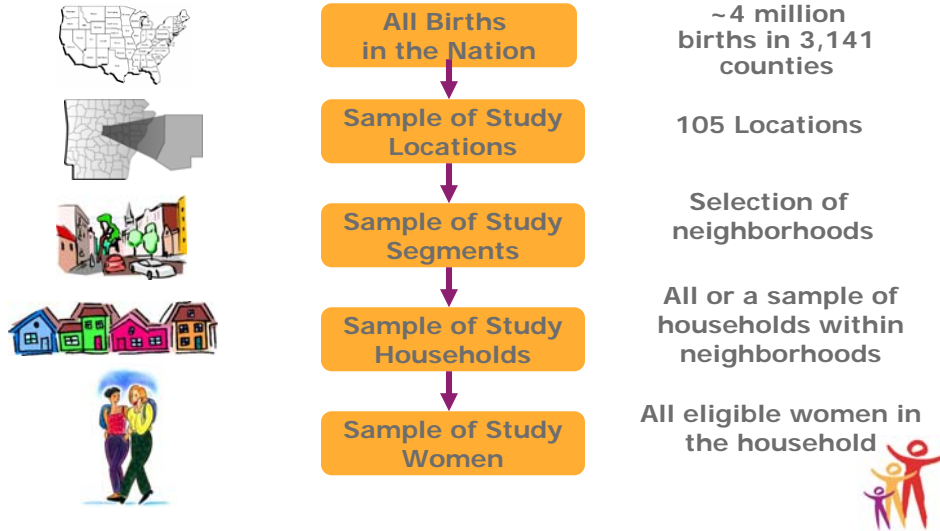 All Births
in the Nation
~4 million
births in 3,141
counties
Sample of Study
Locations
105 Locations
Sample of Study
Segments
Selection of
neighborhoods
Sample of Study
Households
All or a sample of
households within
neighborhoods
Sample of Study
Women
All eligible women in
the household